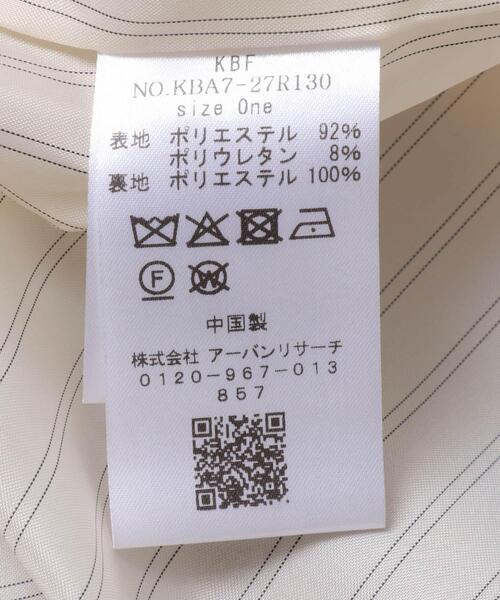 KBF
NO.KBA7-27R130
size One
表地 ポリエステル 92%
ポリウレタン 8%
裏地 ポリエステル 100%
F W
中国製
株式会社 アーバンリサーチ
0120-967-013
857